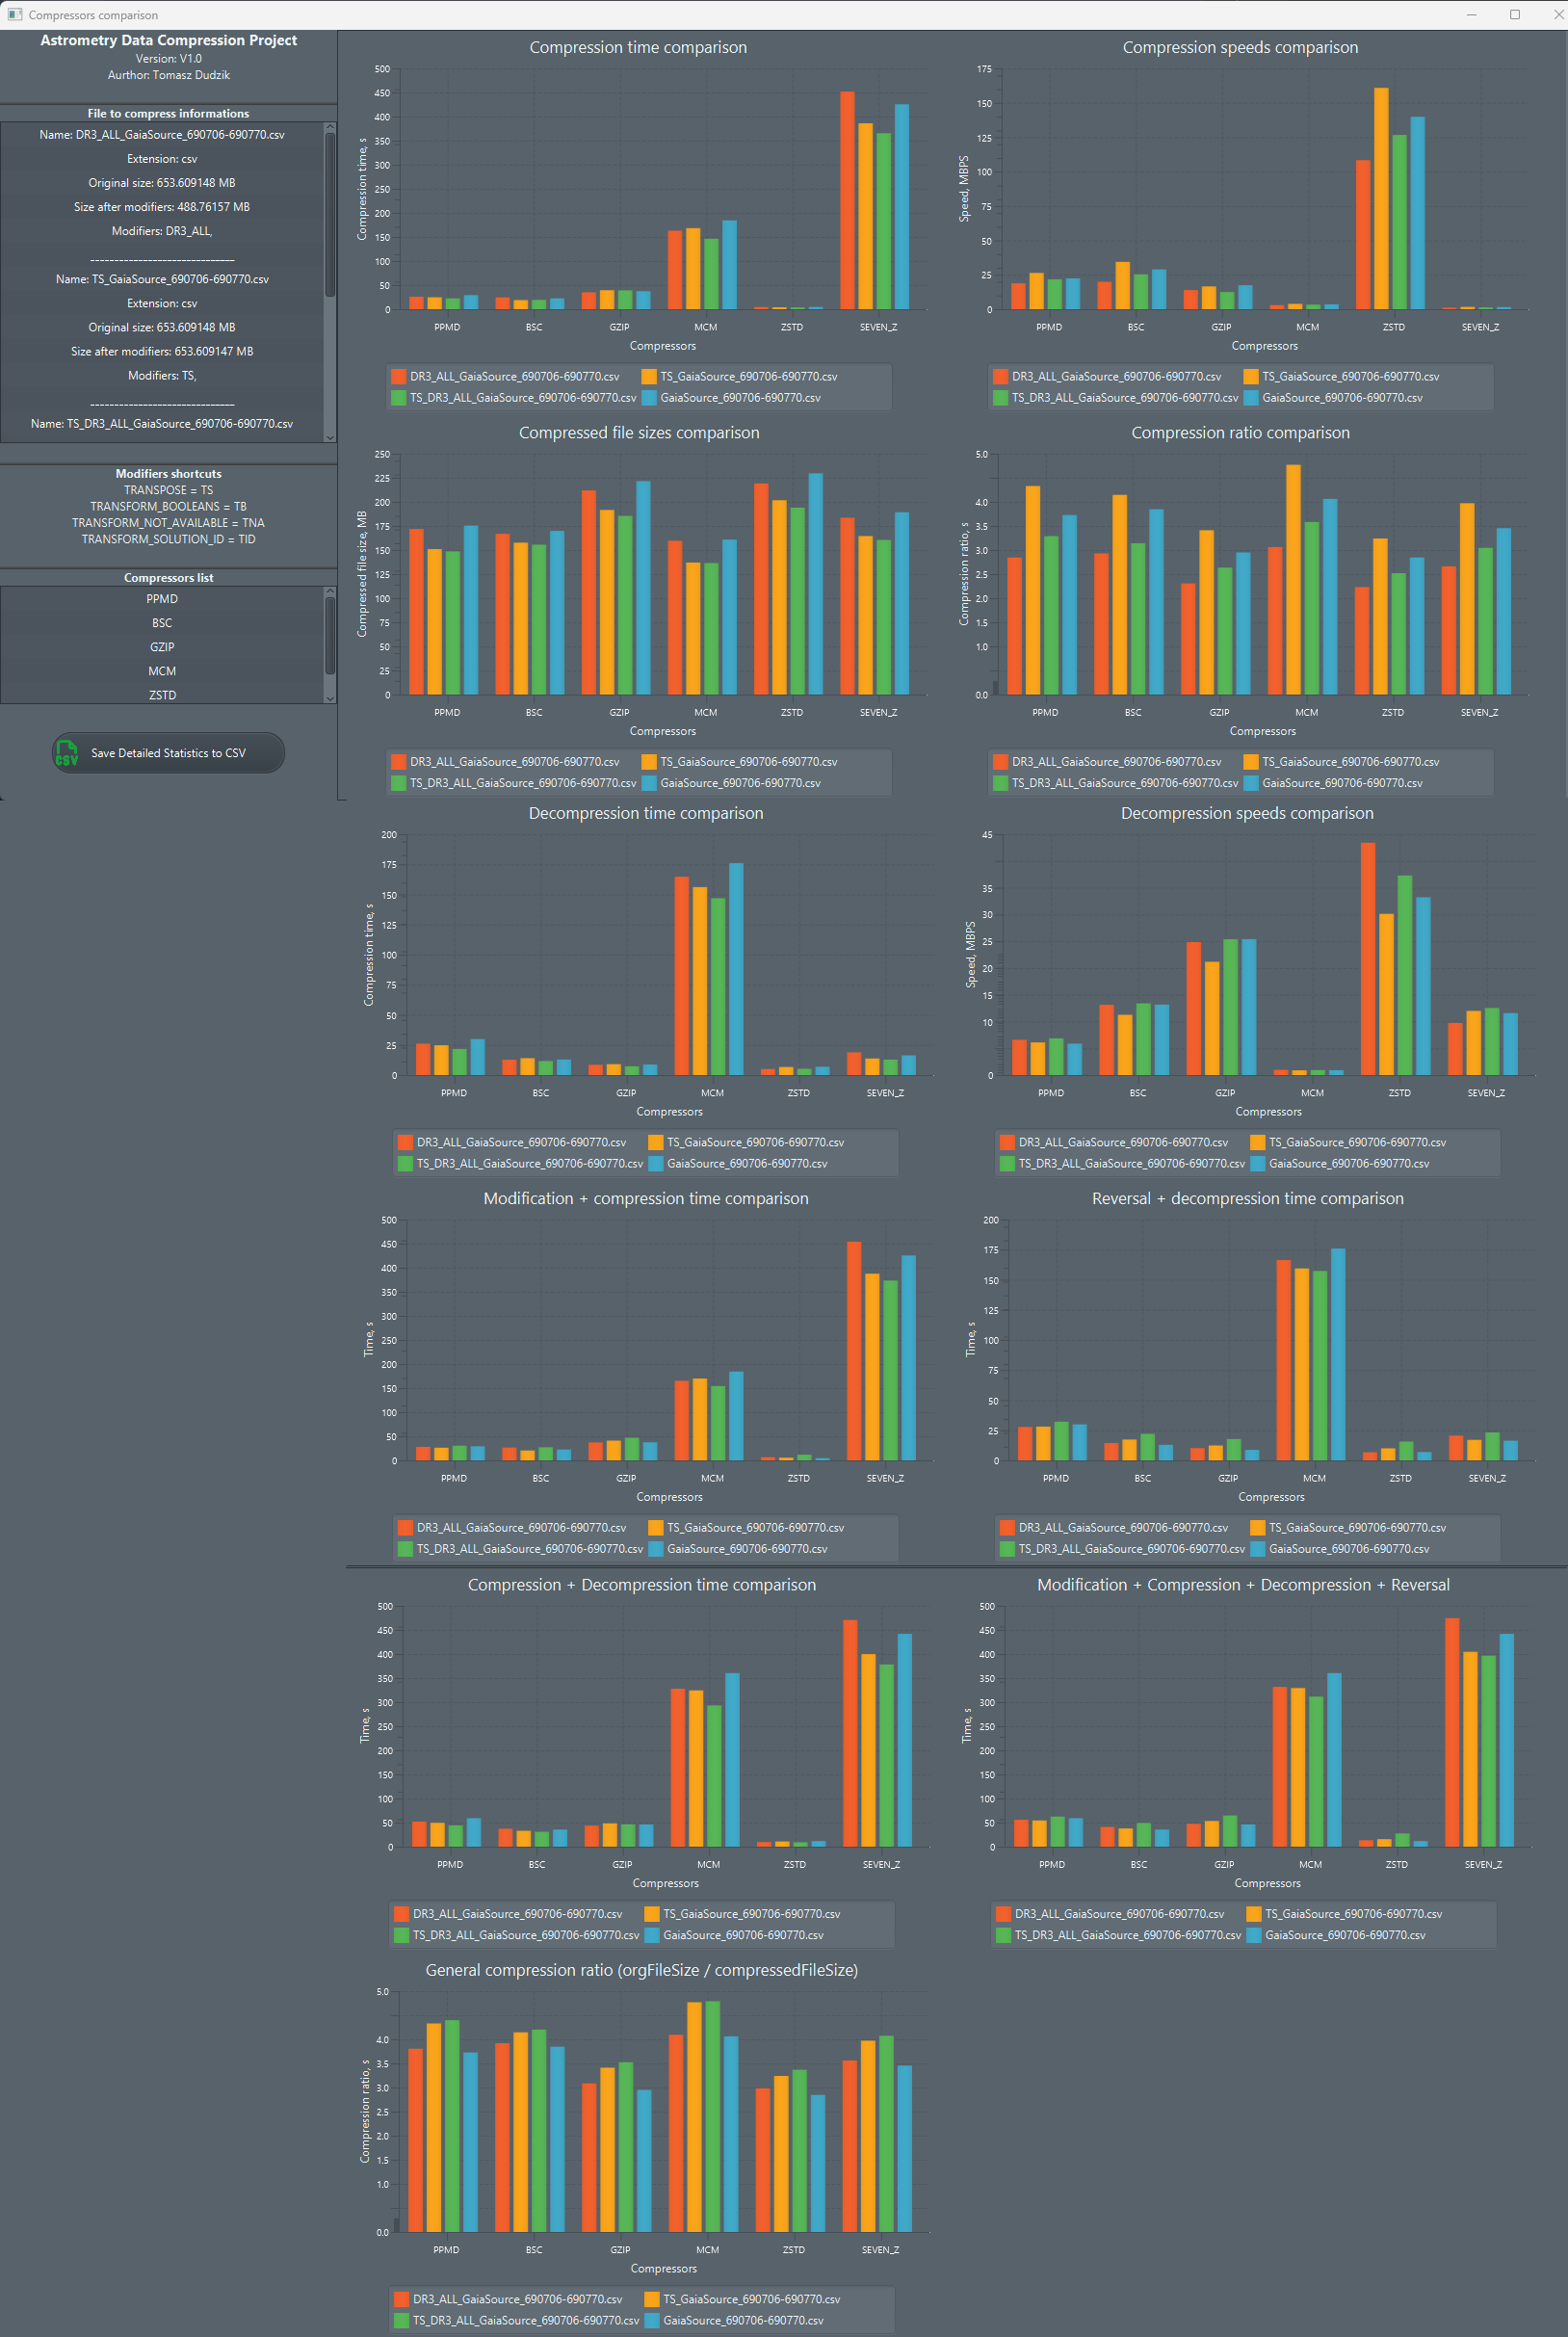 Compressors comparison
Astrometry Data Compression Project
Version: V1.0
Aurthor: Tomasz Dudzik
File to compress informations
Name: DR3_ALL_GaiaSource_690706-690770.csv
Extension: csv
Original size: 653.609148 MB
Size after modifiers: 488.76157 MB
Modifiers: DR3_ALL,
______________________________
Name: TS_GaiaSource_690706-690770.csv
Extension: csv
Original size: 653.609148 MB
Size after modifiers: 653.609147 MB
Modifiers: TS,
______________________________
Name: TS_DR3_ALL_GaiaSource_690706-690770.csv
Modifiers shortcuts
TRANSPOSE = TS
TRANSFORM_BOOLEANS = TB
TRANSFORM_NOT_AVAILABLE = TNA
TRANSFORM_SOLUTION_ID = TID
Compressors list
PPMD
BSC
GZIP
MCM
ZSTD
CSV Save Detailed Statistics to CSV
Compression time comparison
Compression time, s
500
450
400
350
300
250
200
150
100
50
0
PPMD BSC GZIP MCM ZSTD SEVEN_Z
Compressors
DR3_ALL_GaiaSource_690706-690770.csv TS_GaiaSource_690706-690770.csv
TS_DR3_ALL_GaiaSource_690706-690770.csv GaiaSource_690706-690770.csv
Compression speeds comparison
Speed, MBPS
175
150
125
100
75
50
25
0
PPMD BSC GZIP MCM ZSTD SEVEN_Z
Compressors
DR3_ALL_GaiaSource_690706-690770.csv TS_GaiaSource_690706-690770.csv
TS_DR3_ALL_GaiaSource_690706-690770.csv GaiaSource_690706-690770.csv
Compressed file sizes comparison
Compressed file size, MB
250
225
200
175
150
125
100
75
50
25
0
PPMD BSC GZIP MCM ZSTD SEVEN_Z
Compressors
DR3_ALL_GaiaSource_690706-690770.csv TS_GaiaSource_690706-690770.csv
TS_DR3_ALL_GaiaSource_690706-690770.csv GaiaSource_690706-690770.csv
Compression ratio comparison
Compression ratio, s
5.0
4.0
3.5
3.0
2.5
2.0
1.5
1.0
0.0
PPMD BSC GZIP MCM ZSTD SEVEN_Z
Compressors
DR3_ALL_GaiaSource_690706-690770.csv TS_GaiaSource_690706-690770.csv
TS_DR3_ALL_GaiaSource_690706-690770.csv GaiaSource_690706-690770.csv
Decompression time comparison
Compression time, s
200
175
150
125
100
75
50
25
0
PPMD BSC GZIP MCM ZSTD SEVEN_Z
Compressors
DR3_ALL_GaiaSource_690706-690770.csv TS_GaiaSource_690706-690770.csv
TS_DR3_ALL_GaiaSource_690706-690770.csv GaiaSource_690706-690770.csv
Decompression speeds comparison
Speed, MBPS
45
35
30
25
20
15
10
0
PPMD BSC GZIP MCM ZSTD SEVEN_Z
Compressors
DR3_ALL_GaiaSource_690706-690770.csv TS_GaiaSource_690706-690770.csv
TS_DR3_ALL_GaiaSource_690706-690770.csv GaiaSource_690706-690770.csv
Modification + compression time comparison
Time, s
500
450
400
350
300
250
200
150
100
50
0
PPMD BSC GZIP MCM ZSTD SEVEN_Z
Compressors
DR3_ALL_GaiaSource_690706-690770.csv TS_GaiaSource_690706-690770.csv
TS_DR3_ALL_GaiaSource_690706-690770.csv GaiaSource_690706-690770.csv
Reversal + decompression time comparison
Time, s
200
175
150
125
100
75
50
25
0
PPMD BSC GZIP MCM ZSTD SEVEN_Z
Compressors
DR3_ALL_GaiaSource_690706-690770.csv TS_GaiaSource_690706-690770.csv
TS_DR3_ALL_GaiaSource_690706-690770.csv GaiaSource_690706-690770.csv
Compression + Decompression time comparison
Time, s
500
450
400
350
300
250
200
150
100
50
0
PPMD BSC GZIP MCM ZSTD SEVEN_Z
Compressors
DR3_ALL_GaiaSource_690706-690770.csv TS_GaiaSource_690706-690770.csv
TS_DR3_ALL_GaiaSource_690706-690770.csv GaiaSource_690706-690770.csv
Modification + Compression + Decompression + Reversal
Time, s
500
450
400
350
300
250
200
150
100
50
0
PPMD BSC GZIP MCM ZSTD SEVEN_Z
Compressors
DR3_ALL_GaiaSource_690706-690770.csv TS_GaiaSource_690706-690770.csv
TS_DR3_ALL_GaiaSource_690706-690770.csv GaiaSource_690706-690770.csv
General compression ratio (orgFileSize / compressedFileSize)
Compression ratio, s
5.0
4.0
3.5
3.0
2.5
2.0
1.5
1.0
0.0
PPMD BSC GZIP MCM ZSTD SEVEN_Z
Compressors
DR3_ALL_GaiaSource_690706-690770.csv TS_GaiaSource_690706-690770.csv
TS_DR3_ALL_GaiaSource_690706-690770.csv GaiaSource_690706-690770.csv